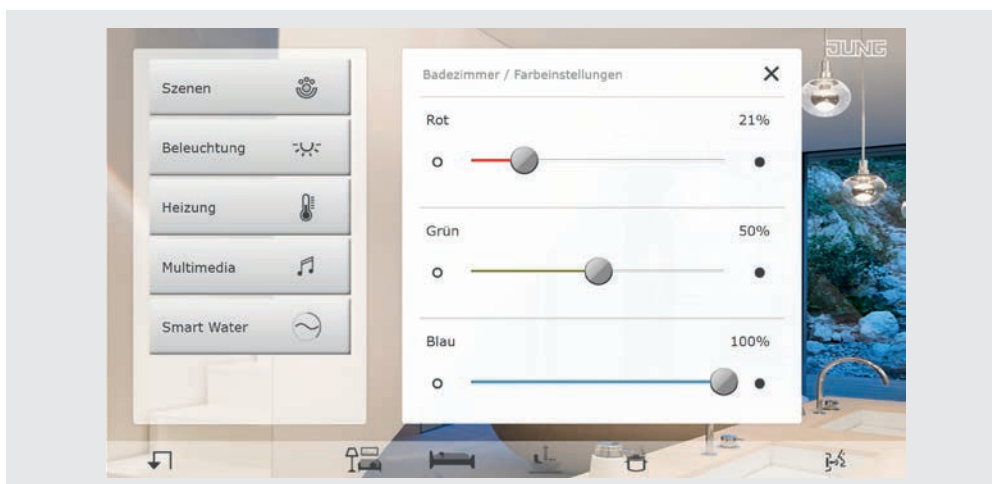 JUNG
Szenen
Beleuchtung
Heizung
Multimedia
Smart Water
Badezimmer / Farbeinstellungen
Rot 21%
Grün 50%
Blau 100%